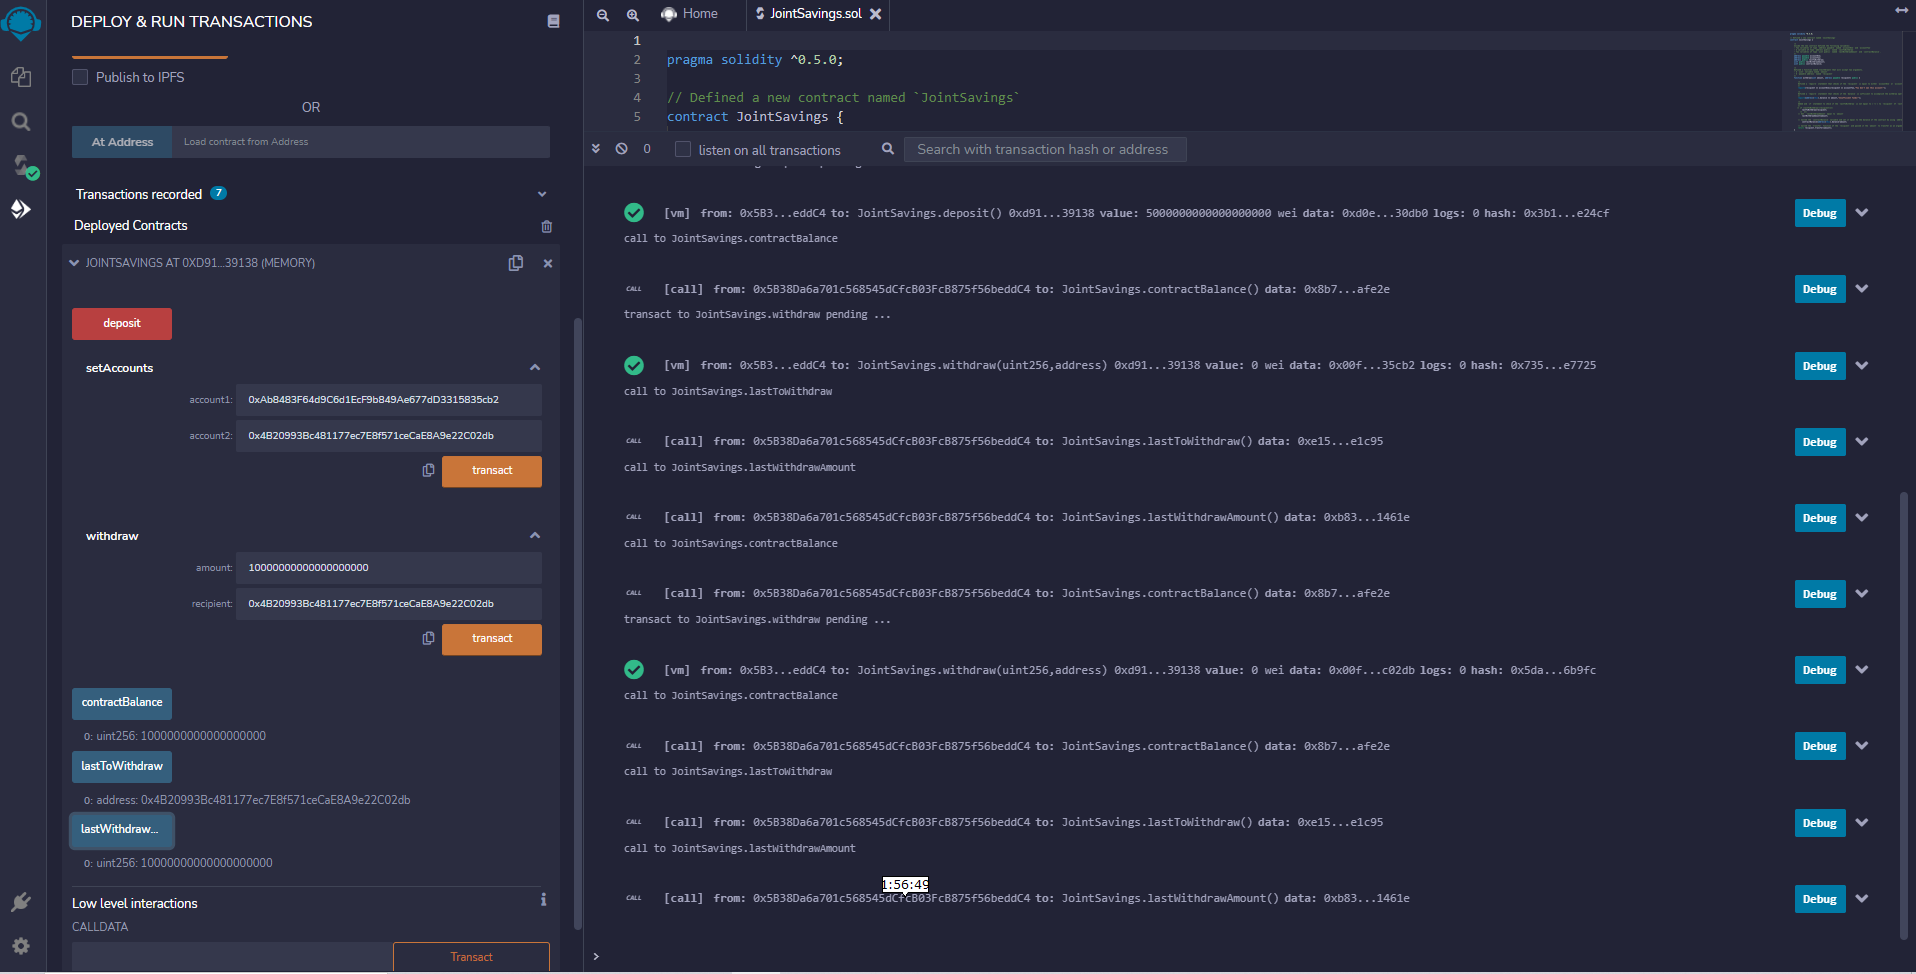 DEPLOY & RUN TRANSACTIONS
Publish to IPFS
OR
At Address
Load contract from Address
Transactions recorded 7
Deployed Contracts
JOINTSAVINGS AT 0XD91...39138 (MEMORY)
deposit
setAccounts
account1: 0xAb8483F64d9C6d1EcF9b849Ae677dD3315835cb2
account2: 0x4B20993Bc481177ec7E8f571ceCaE8A9e22C02db
transact
withdraw
amount: 10000000000000000000
recipient: 0x4B20993Bc481177ec7E8f571ceCaE8A9e22C02db
transact
contractBalance
0: uint256: 1000000000000000000
lastToWithdraw
0: address: 0x4B20993Bc481177ec7E8f571ceCaE8A9e22C02db
lastWithdraw...
0: uint256: 10000000000000000000
Low level interactions
CALLDATA
Transact
Home
JointSavings.sol
1
2 pragma solidity ^0.5.0;
3
4 // Defined a new contract named `JointSavings`
5 contract JointSavings {
0
listen on all transactions
Search with transaction hash or address
[vm] from: 0x5B3...eddC4 to: JointSavings.deposit() 0xd91...39138 value: 5000000000000000000 wei data: 0xd0e...30db0 logs: 0 hash: 0x3b1...e24cf
Debug
call to JointSavings.contractBalance
CALL [call] from: 0x5B38Da6a701c568545dCfcB03FcB875f56beddC4 to: JointSavings.contractBalance() data: 0x8b7...afe2e
Debug
transact to JointSavings.withdraw pending ...
[vm] from: 0x5B3...eddC4 to: JointSavings.withdraw(uint256,address) 0xd91...39138 value: 0 wei data: 0x00f...35cb2 logs: 0 hash: 0x735...e7725
Debug
call to JointSavings.lastToWithdraw
CALL [call] from: 0x5B38Da6a701c568545dCfcB03FcB875f56beddC4 to: JointSavings.lastToWithdraw() data: 0xe15...e1c95
Debug
call to JointSavings.lastWithdrawAmount
CALL [call] from: 0x5B38Da6a701c568545dCfcB03FcB875f56beddC4 to: JointSavings.lastWithdrawAmount() data: 0xb83...1461e
Debug
call to JointSavings.contractBalance
CALL [call] from: 0x5B38Da6a701c568545dCfcB03FcB875f56beddC4 to: JointSavings.contractBalance() data: 0x8b7...afe2e
Debug
transact to JointSavings.withdraw pending ...
[vm] from: 0x5B3...eddC4 to: JointSavings.withdraw(uint256,address) 0xd91...39138 value: 0 wei data: 0x00f...c02db logs: 0 hash: 0x5da...6b9fc
Debug
call to JointSavings.contractBalance
CALL [call] from: 0x5B38Da6a701c568545dCfcB03FcB875f56beddC4 to: JointSavings.contractBalance() data: 0x8b7...afe2e
Debug
call to JointSavings.lastToWithdraw
CALL [call] from: 0x5B38Da6a701c568545dCfcB03FcB875f56beddC4 to: JointSavings.lastToWithdraw() data: 0xe15...e1c95
Debug
call to JointSavings.lastWithdrawAmount
1:56:49
CALL [call] from: 0x5B38Da6a701c568545dCfcB03FcB875f56beddC4 to: JointSavings.lastWithdrawAmount() data: 0xb83...1461e
Debug
>